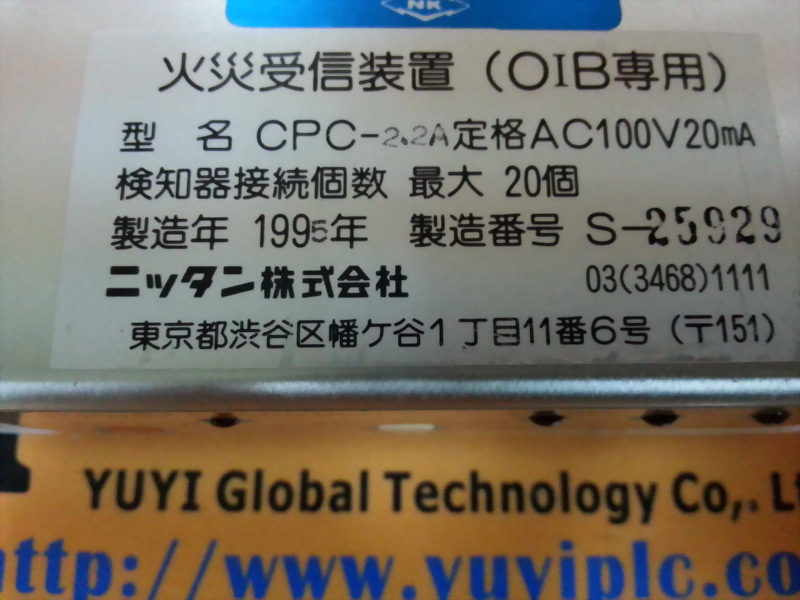 NK
火災受信装置（OIB専用）
型 名 CPC-2.2A定格AC100V20mA
検知器接続個数 最大 20個
製造年 1995年 製造番号 S-25929
ニッタン株式会社 03(3468)1111
東京都渋谷区幡ケ谷1丁目11番6号（〒151）
YUYI Global Technology Co,. Lt
http://www.yuyiplc.co